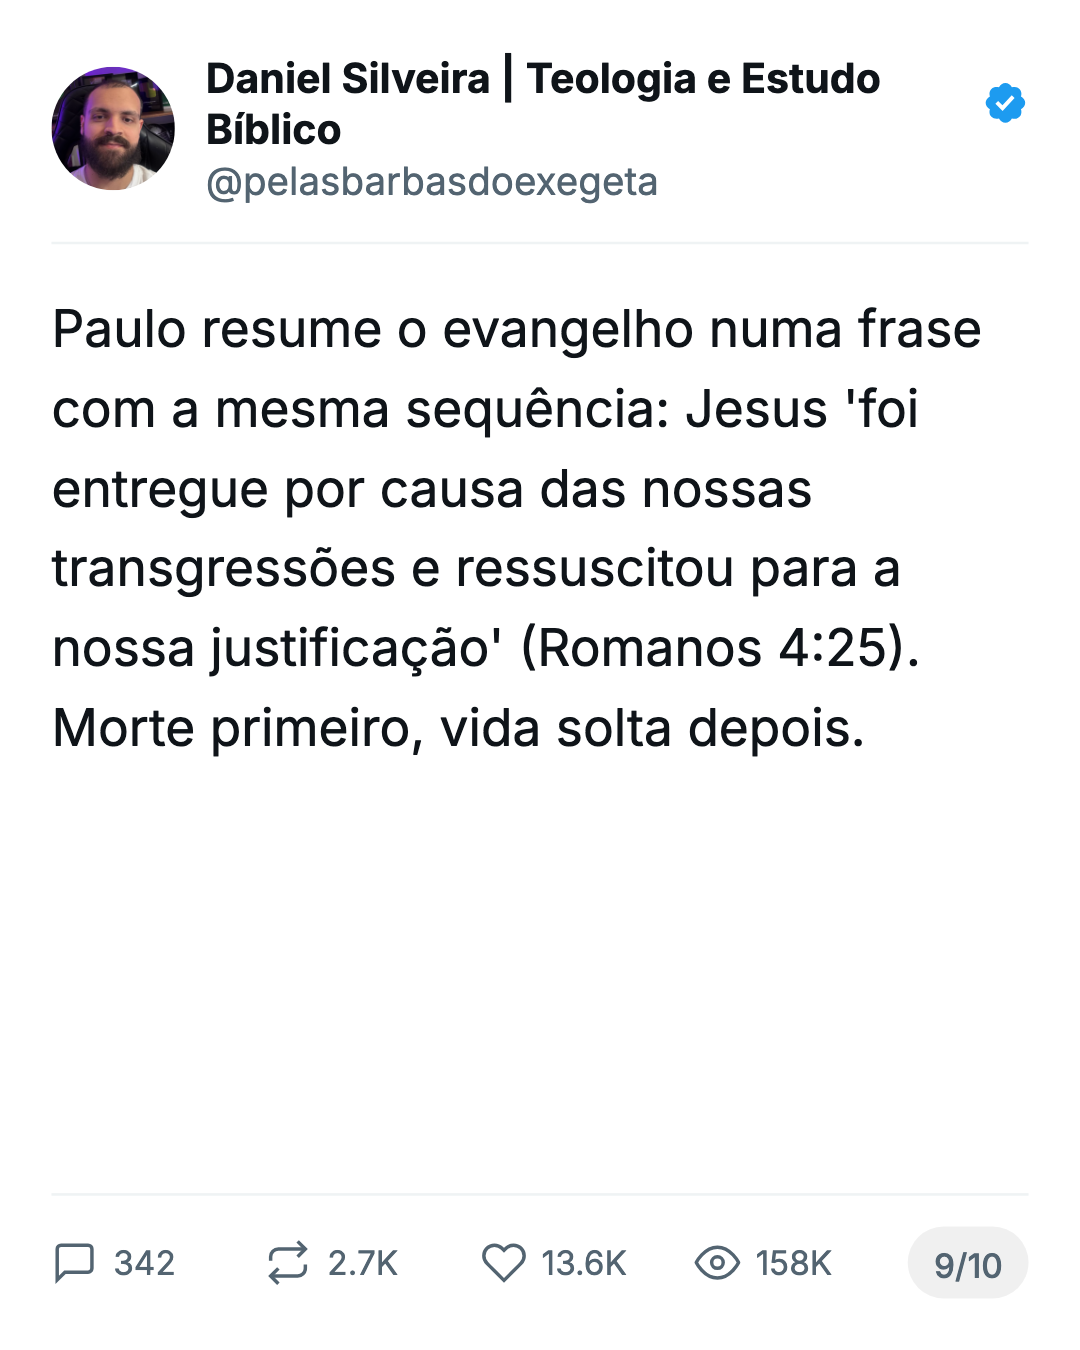 Daniel Silveira | Teologia e Estudo
Bíblico
@pelasbarbasdoexegeta
Paulo resume o evangelho numa frase
com a mesma sequência: Jesus 'foi
entregue por causa das nossas
transgressões e ressuscitou para a
nossa justificação' (Romanos 4:25).
Morte primeiro, vida solta depois.
342 2.7K 13.6K 158K 9/10